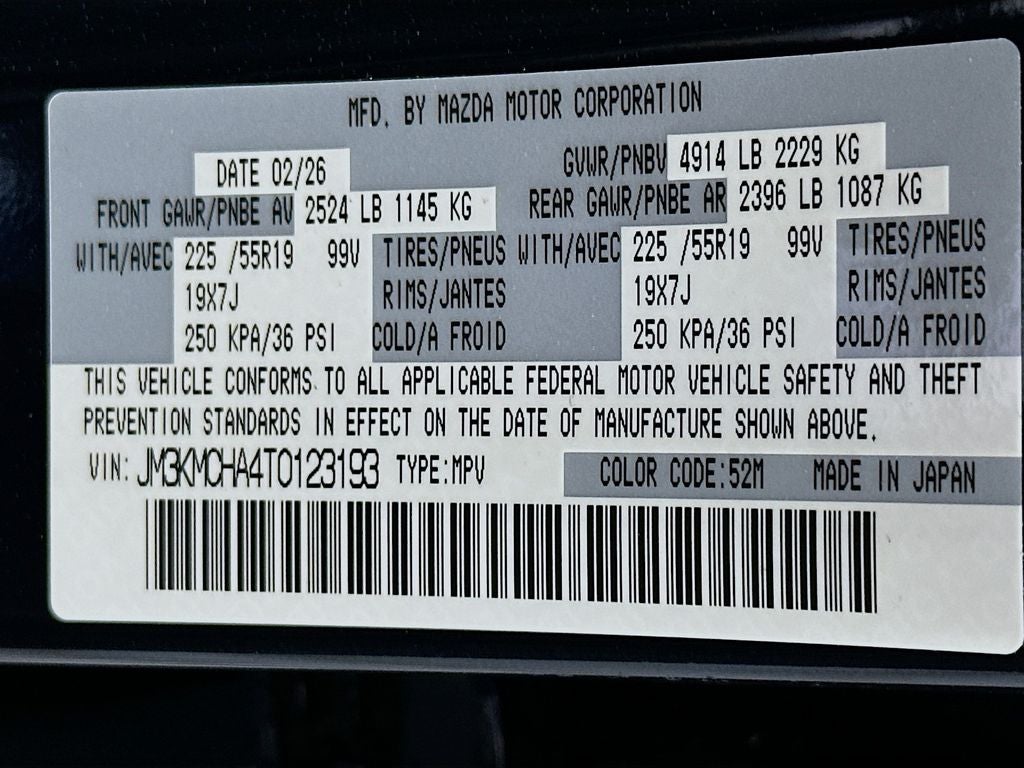 MFD. BY MAZDA MOTOR CORPORATION
DATE 02/26 GVWR/PNBV 4914 LB 2229 KG
FRONT GAWR/PNBE AV 2524 LB 1145 KG REAR GAWR/PNBE AR 2396 LB 1087 KG
WITH/AVEC 225 /55R19 99V TIRES/PNEUS WITH/AVEC 225 /55R19 99V TIRES/PNEUS
19X7J RIMS/JANTES 19X7J RIMS/JANTES
250 KPA/36 PSI COLD/A FROID 250 KPA/36 PSI COLD/A FROID
THIS VEHICLE CONFORMS TO ALL APPLICABLE FEDERAL MOTOR VEHICLE SAFETY AND THEFT
PREVENTION STANDARDS IN EFFECT ON THE DATE OF MANUFACTURE SHOWN ABOVE.
VIN: JM3KMCHA4T0123193 TYPE:MPV COLOR CODE:52M MADE IN JAPAN